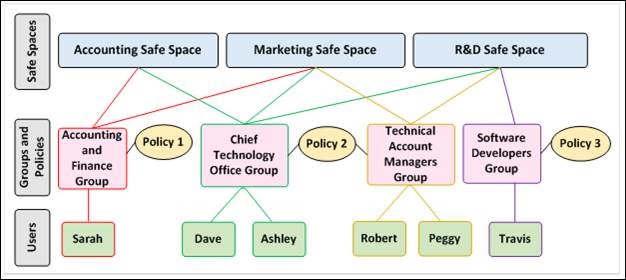 Safe Spaces
Accounting Safe Space
Marketing Safe Space
R&D Safe Space
Groups and
Policies
Accounting
and
Finance
Group
Policy 1
Chief
Technology
Office Group
Policy 2
Technical
Account
Managers
Group
Software
Developers
Group
Policy 3
Users
Sarah
Dave
Ashley
Robert
Peggy
Travis